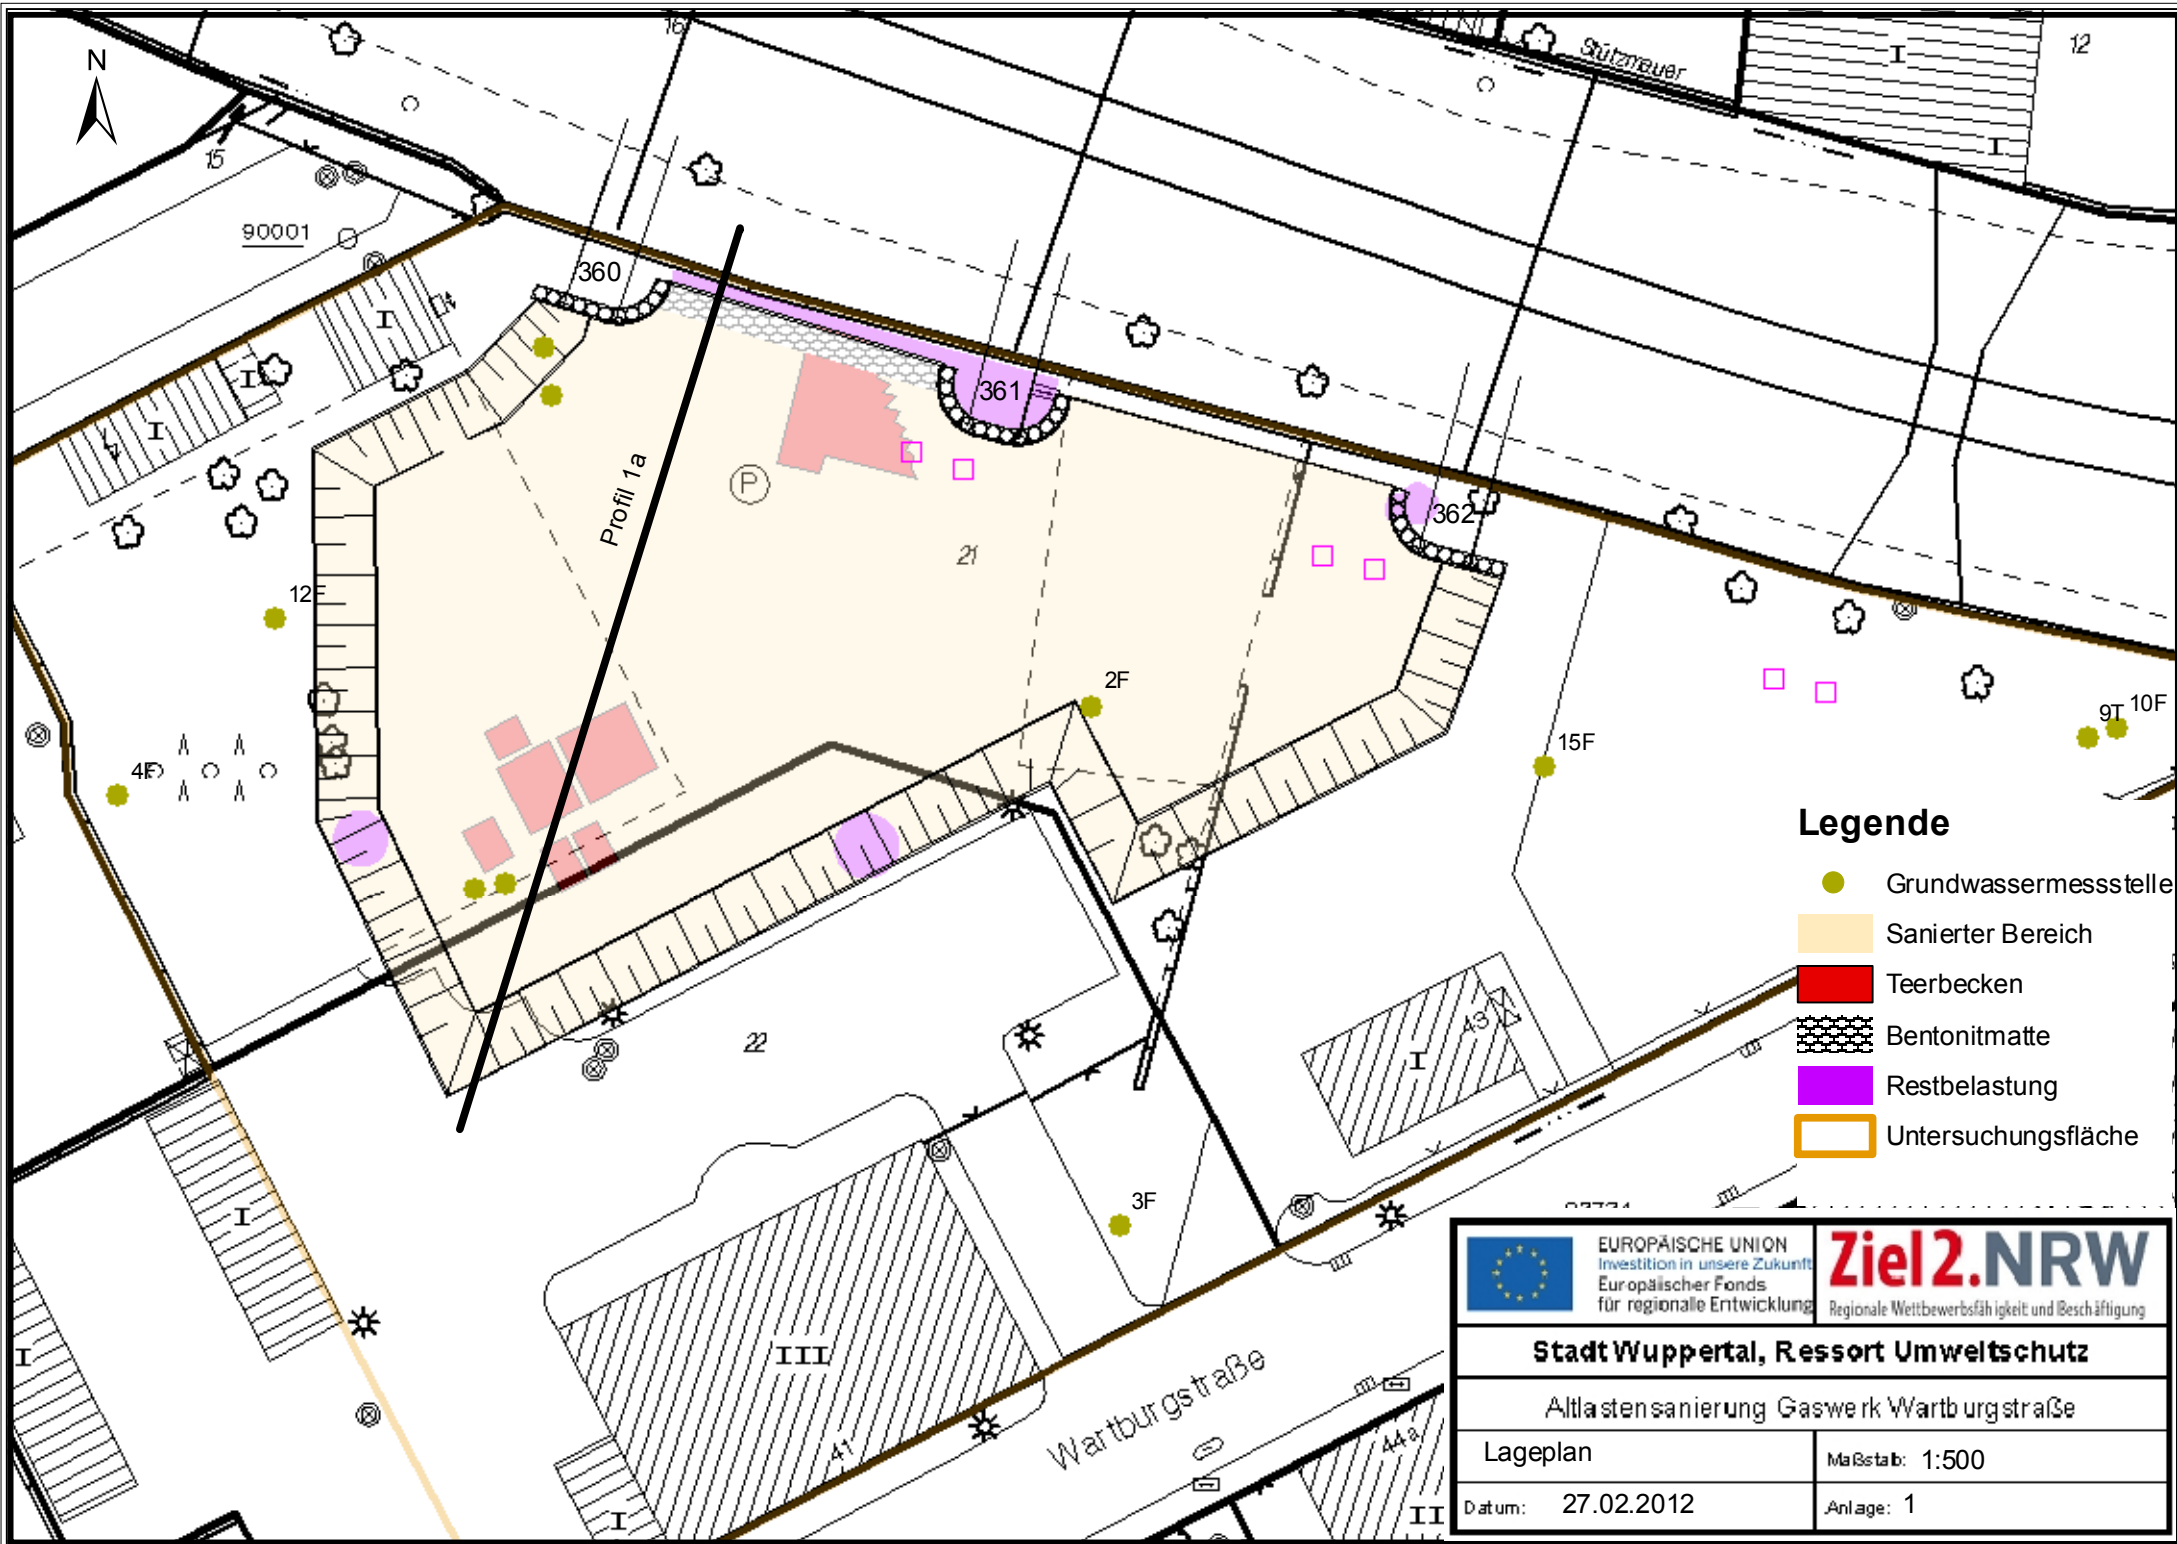 N
16
Stützmauer
I
12
I
15
90001
360
I
I
I
361
362
Profil 1a
P
21
12F
2F
4F
15F
9T
10F
22
43
I
3F
I
I
III
41
I
Wartburgstraße
44a
II
Legende
Grundwassermessstelle
Sanierter Bereich
Teerbecken
Bentonitmatte
Restbelastung
Untersuchungsfläche
EUROPÄISCHE UNION
Investition in unsere Zukunft
Europäischer Fonds
für regionale Entwicklung
Ziel2.NRW
Regionale Wettbewerbsfähigkeit und Beschäftigung
Stadt Wuppertal, Ressort Umweltschutz
Altlastensanierung Gaswerk Wartburgstraße
Lageplan
Maßstab: 1:500
Datum: 27.02.2012
Anlage: 1